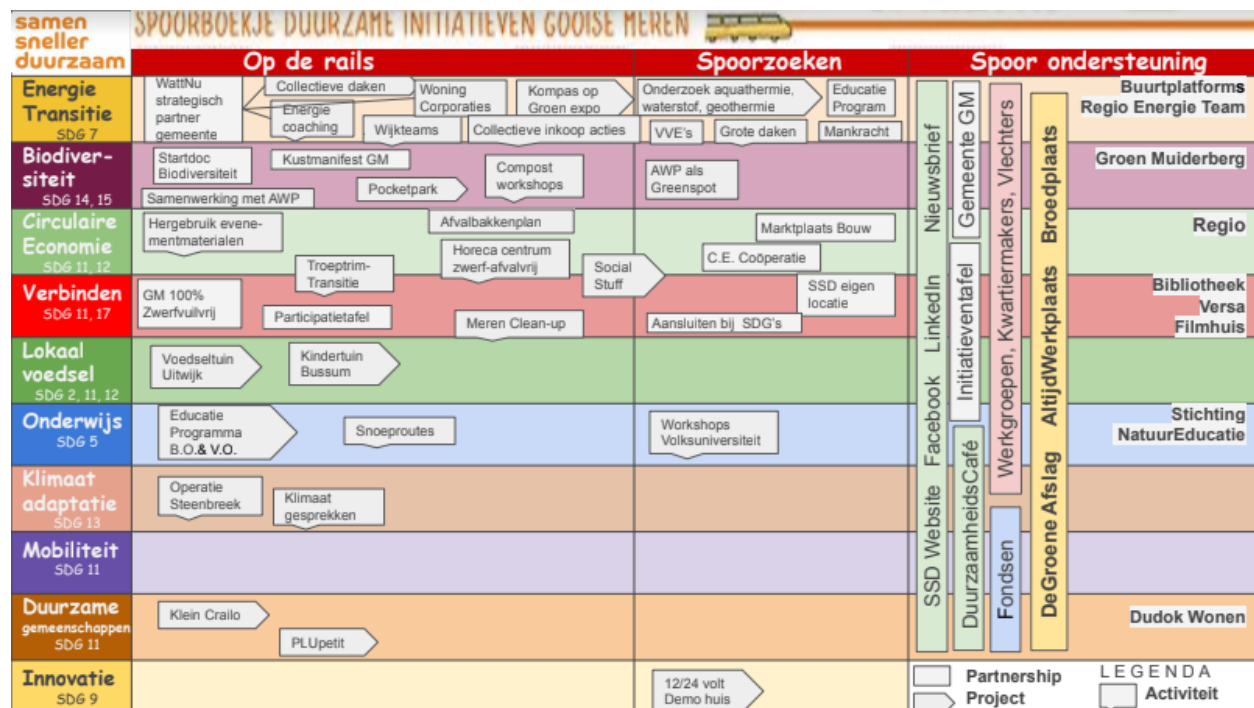 samen
sneller
duurzaam
SPOORBOEKJE DUURZAME INITIATIEVEN GOOISE MEREN
Op de rails
Spoorzoeken
Spoor ondersteuning
Energie
Transitie
SDG 7
WattNu
strategisch
partner
gemeente
Collectieve daken
Energie
coaching
Woning
Corporaties
Wijkteams
Kompas op
Groen expo
Collectieve inkoop acties
Onderzoek aquathermie,
waterstof, geothermie
Educatie
Program
VVE's
Grote daken
Mankracht
Buurtplatforms
Regio Energie Team
Biodiver-
siteit
SDG 14, 15
Startdoc
Biodiversiteit
Kustmanifest GM
Samenwerking met AWP
Pocketpark
Compost
workshops
AWP als
Greenspot
Groen Muiderberg
Circulaire
Economie
SDG 11, 12
Hergebruik evene-
mentmaterialen
Afvalbakkenplan
Troeptrim-
Transitie
Horeca centrum
zwerf-afvalvrij
Social
Stuff
Marktplaats Bouw
C.E. Coöperatie
Regio
Verbinden
SDG 11, 17
GM 100%
Zwerfvuilvrij
Participatietafel
Meren Clean-up
SSD eigen
locatie
Aansluiten bij SDG's
Bibliotheek
Versa
Filmhuis
Lokaal
voedsel
SDG 2, 11, 12
Voedseltuin
Uitwijk
Kindertuin
Bussum
Onderwijs
SDG 5
Educatie
Programma
B.O.& V.O.
Snoeproutes
Workshops
Volksuniversiteit
Stichting
NatuurEducatie
Klimaat
adaptatie
SDG 13
Operatie
Steenbreek
Klimaat
gesprekken
Mobiliteit
SDG 11
Duurzame
gemeenschappen
SDG 11
Klein Crailo
PLUpetit
Dudok Wonen
Innovatie
SDG 9
12/24 volt
Demo huis
SSD Website Facebook LinkedIn Nieuwsbrief
DuurzaamheidsCafé
Initiatieventafel
Gemeente GM
Fondsen
Werkgroepen, Kwartiermakers, Vlechters
DeGroene Afslag AltijdWerkplaats Broedplaats
LEGENDA
Partnership
Project
Activiteit